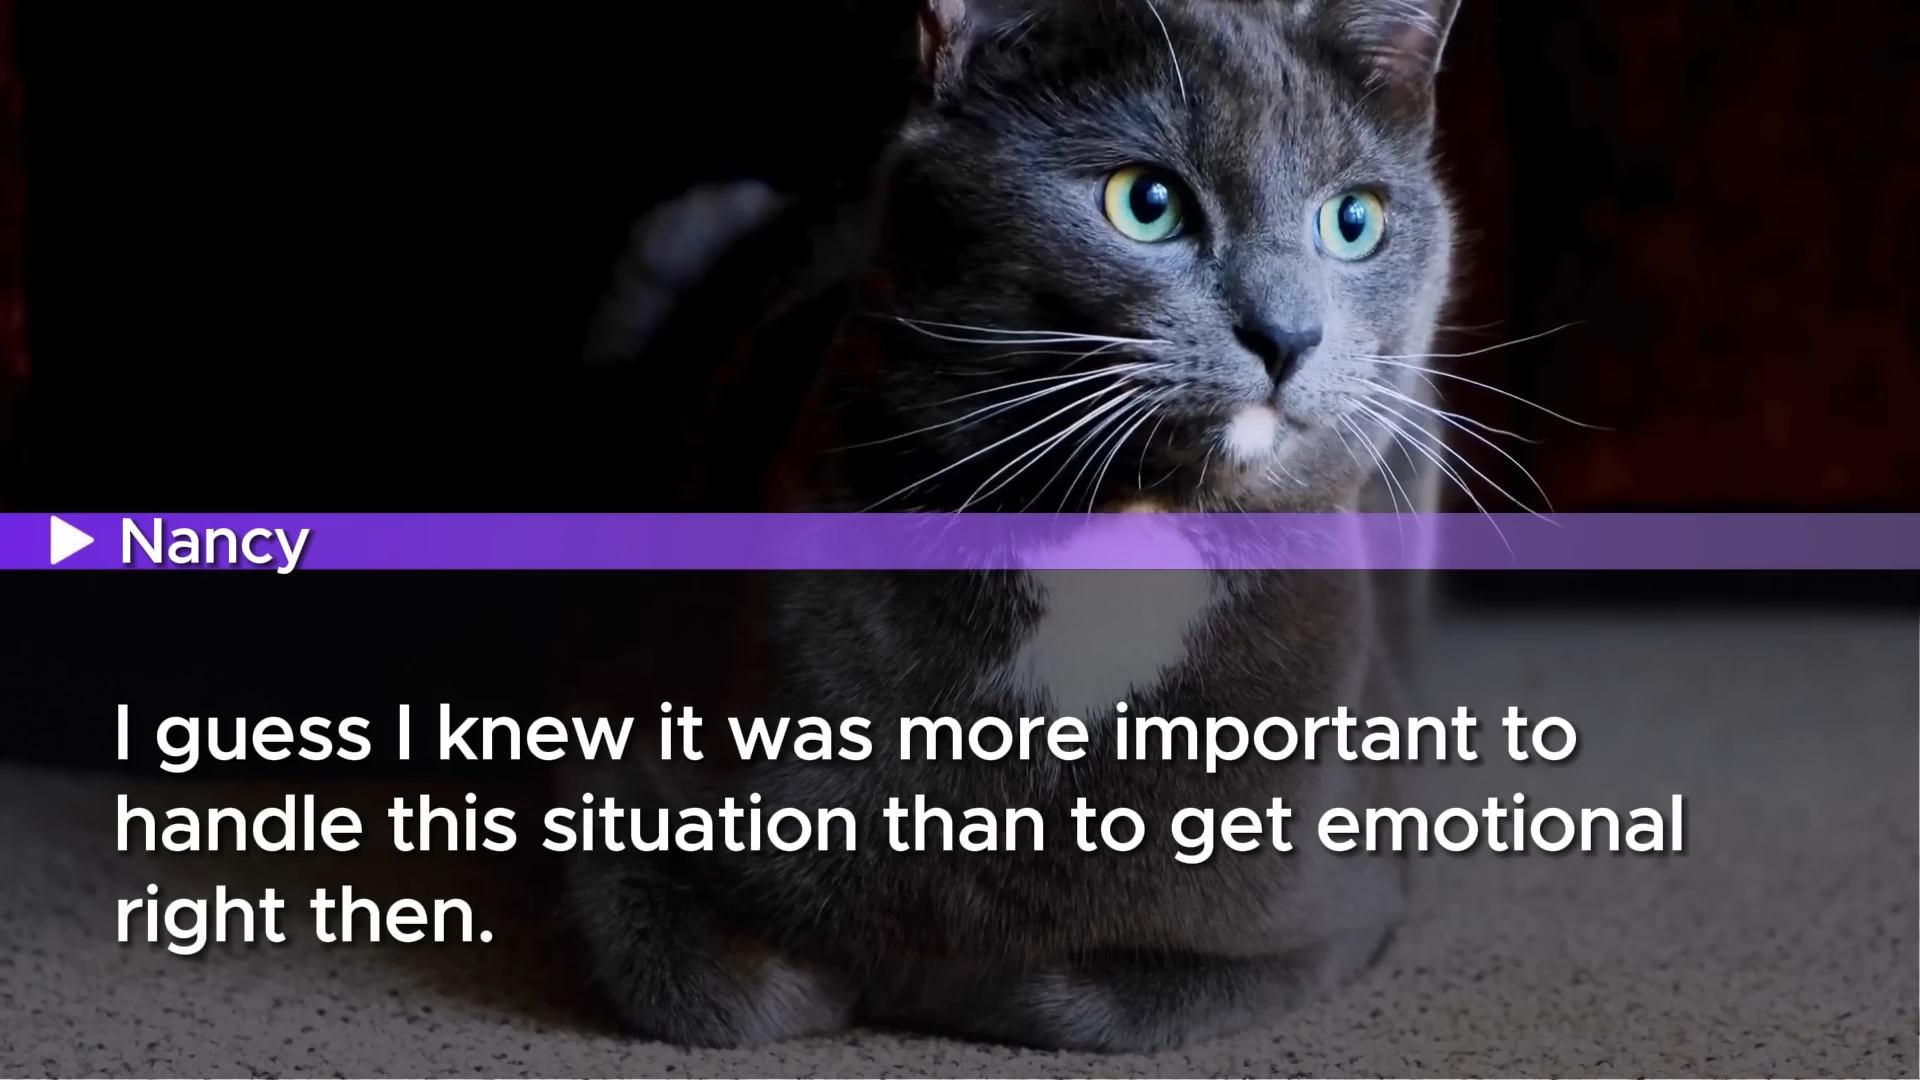 Nancy
I guess I knew it was more important to
handle this situation than to get emotional
right then.